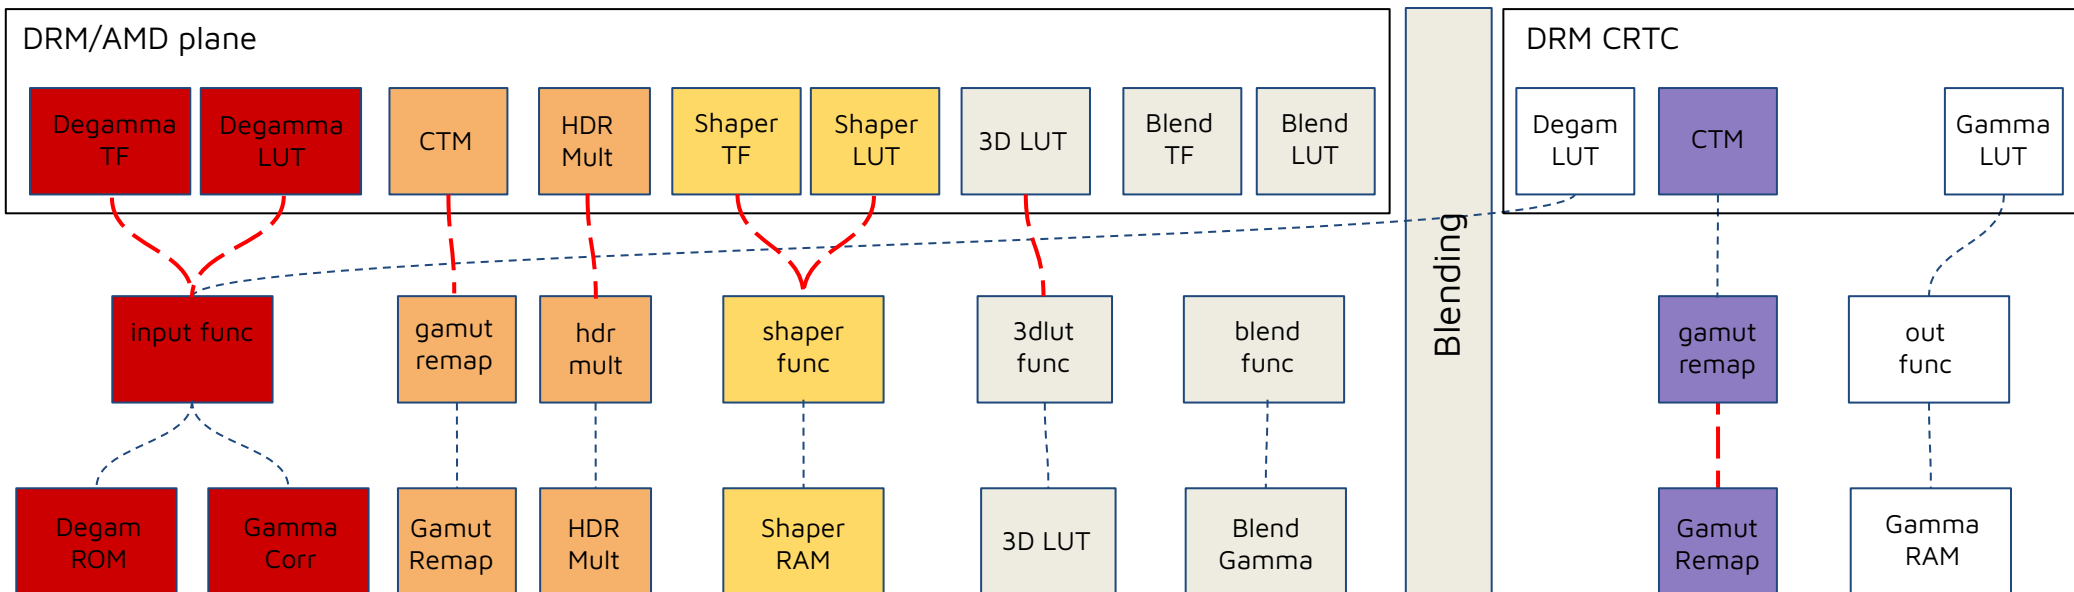 DRM/AMD plane
DRM CRTC
Degamma
TF
Degamma
LUT
CTM
HDR
Mult
Shaper
TF
Shaper
LUT
3D LUT
Blend
TF
Blend
LUT
Degam
LUT
CTM
Gamma
LUT
Blending
input func
gamut
remap
hdr
mult
shaper
func
3dlut
func
blend
func
gamut
remap
out
func
Degam
ROM
Gamma
Corr
Gamut
Remap
HDR
Mult
Shaper
RAM
3D LUT
Blend
Gamma
Gamut
Remap
Gamma
RAM